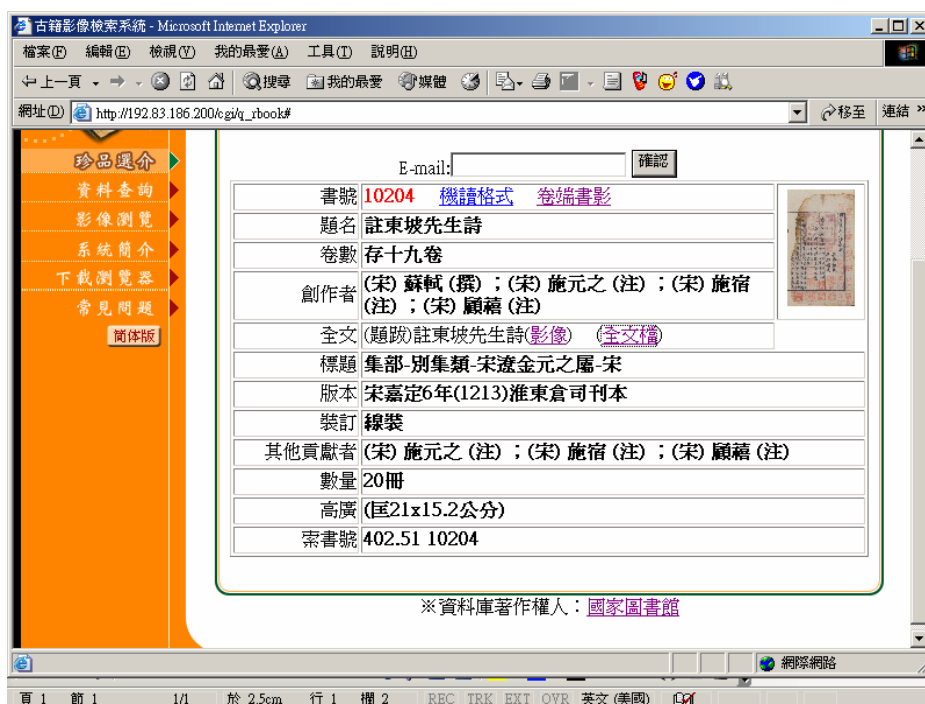 古籍影像檢索系統 - Microsoft Internet Explorer
檔案(F) 編輯(E) 檢視(V) 我的最愛(A) 工具(T) 說明(H)
上一頁 搜尋 我的最愛 媒體
網址(D) http://192.83.186.200/cgi/q_rbook# 移至 連結 »
珍品選介
資料查詢
影像瀏覽
系統簡介
下載瀏覽器
常見問題
简体版
E-mail: 確認
書號 10204 機讀格式 卷端書影
題名 註東坡先生詩
卷數 存十九卷
創作者 (宋) 蘇軾 (撰) ；(宋) 施元之 (注) ；(宋) 施宿
(注) ；(宋) 顧禧 (注)
全文 (題跋)註東坡先生詩(影像) (全文檔)
標題 集部-別集類-宋遼金元之屬-宋
版本 宋嘉定6年(1213)淮東倉司刊本
裝訂 線裝
其他貢獻者 (宋) 施元之 (注) ；(宋) 施宿 (注) ；(宋) 顧禧 (注)
數量 20冊
高廣 (匡21x15.2公分)
索書號 402.51 10204
※資料庫著作權人：國家圖書館
網際網路
頁 1 節 1 1/1 於 2.5cm 行 1 欄 2 REC TRK EXT OVR 英文 (美國)